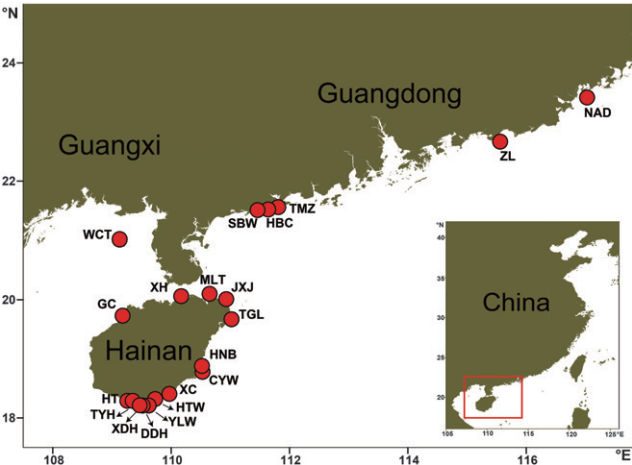 °N
24
22
20
18
108
110
112
114
116
°E
Guangxi
Guangdong
Hainan
NAD
ZL
TMZ
HBC
SBW
WCT
XH
MLT
JXJ
GC
TGL
HNB
CYW
XC
HT
HTW
TYH
YLW
XDH
DDH
°N
40
35
30
25
20
China
105
110
115
120
125°E